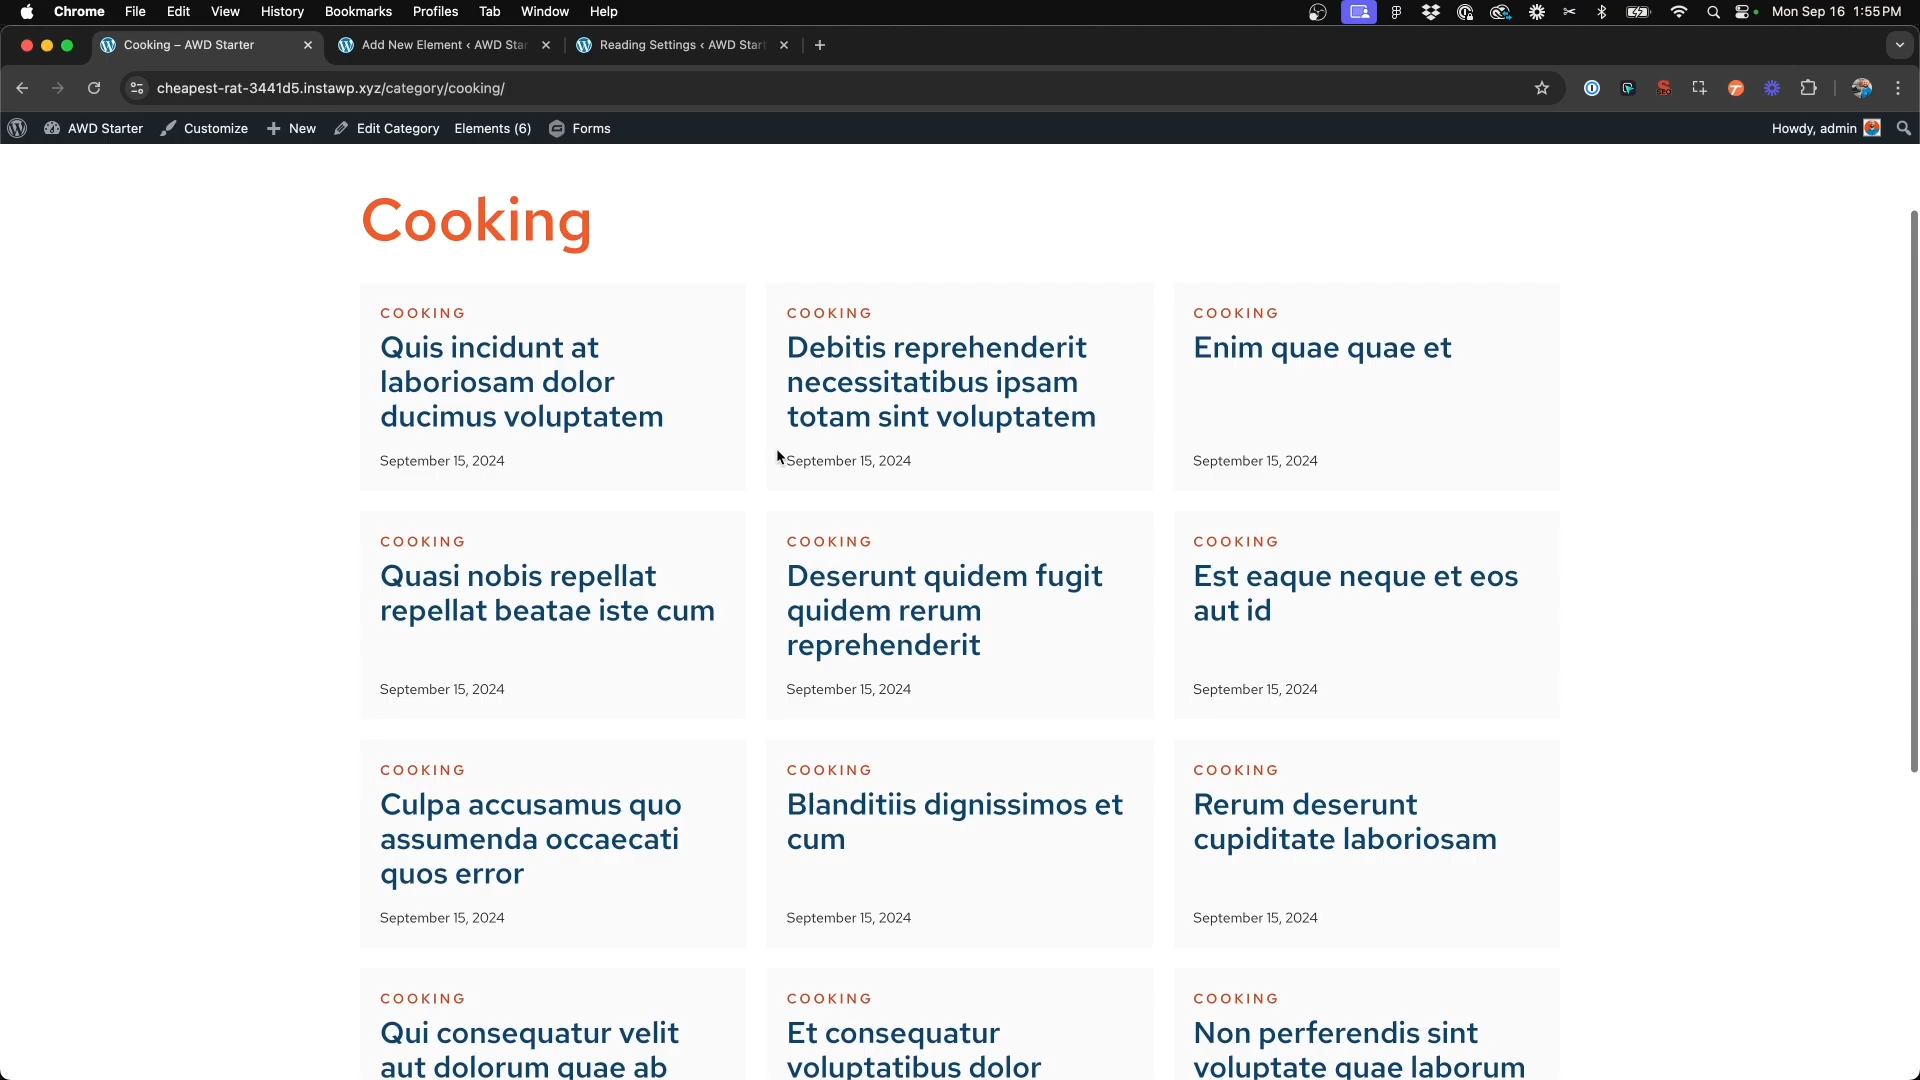 Chrome File Edit View History Bookmarks Profiles Tab Window Help Mon Sep 16 1:55 PM
Cooking – AWD Starter Add New Element ‹ AWD Star Reading Settings ‹ AWD Start
cheapest-rat-3441d5.instawp.xyz/category/cooking/
AWD Starter Customize New Edit Category Elements (6) Forms Howdy, admin
Cooking
COOKING
Quis incidunt at
laboriosam dolor
ducimus voluptatem
September 15, 2024
COOKING
Debitis reprehenderit
necessitatibus ipsam
totam sint voluptatem
September 15, 2024
COOKING
Enim quae quae et
September 15, 2024
COOKING
Quasi nobis repellat
repellat beatae iste cum
September 15, 2024
COOKING
Deserunt quidem fugit
quidem rerum
reprehenderit
September 15, 2024
COOKING
Est eaque neque et eos
aut id
September 15, 2024
COOKING
Culpa accusamus quo
assumenda occaecati
quos error
September 15, 2024
COOKING
Blanditiis dignissimos et
cum
September 15, 2024
COOKING
Rerum deserunt
cupiditate laboriosam
September 15, 2024
COOKING
Qui consequatur velit
aut dolorum quae ab
COOKING
Et consequatur
voluptatibus dolor
COOKING
Non perferendis sint
voluptate quae laborum